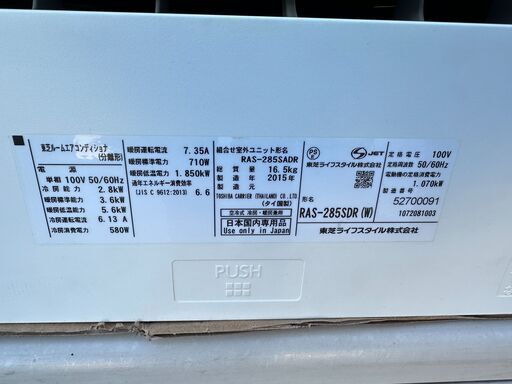 東芝ルームエアコンディショナ
(分離形)
電 源
単相 100V 50/60Hz
冷 房 能 力 2.8kW
暖 房 能 力 3.6kW
暖房低温能力 5.6kW
冷房運転電流 6.13 A
冷房消費電力 580W
暖房運転電流 7.35A
暖房標準電力 710W
暖房低温電力 1.850kW
通年エネルギー消費効率
(JIS C 9612:2013) 6.6
組合せ室外ユニット形名
RAS-285SADR
総 質 量 16.5kg
製 造 年 2015年
TOSHIBA CARRIER (THAILAND) CO.,LTD
(タイ国製)
空冷式 冷房・暖房兼用
日本国内専用品
Use only in Japan
PS
E
JET
東芝ライフスタイル株式会社
定 格 電 圧 100V
定格周波数 50/60Hz
電動機の定格消費電力
1.070kW
形名
RAS-285SDR(W)
52700091
1072081003
東芝ライフスタイル株式会社
PUSH